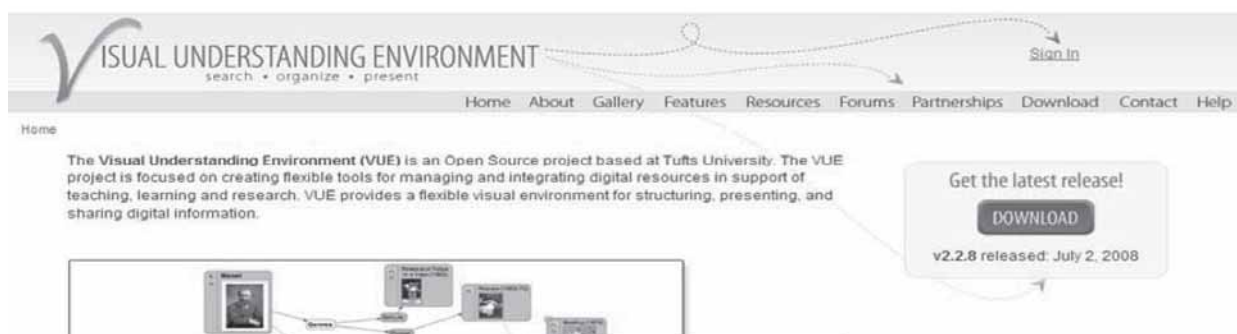 VISUAL UNDERSTANDING ENVIRONMENT
search • organize • present
Sign In
Home About Gallery Features Resources Forums Partnerships Download Contact Help
Home
The Visual Understanding Environment (VUE) is an Open Source project based at Tufts University. The VUE
project is focused on creating flexible tools for managing and integrating digital resources in support of
teaching, learning and research. VUE provides a flexible visual environment for structuring, presenting, and
sharing digital information.
Get the latest release!
DOWNLOAD
v2.2.8 released: July 2, 2008
Manet